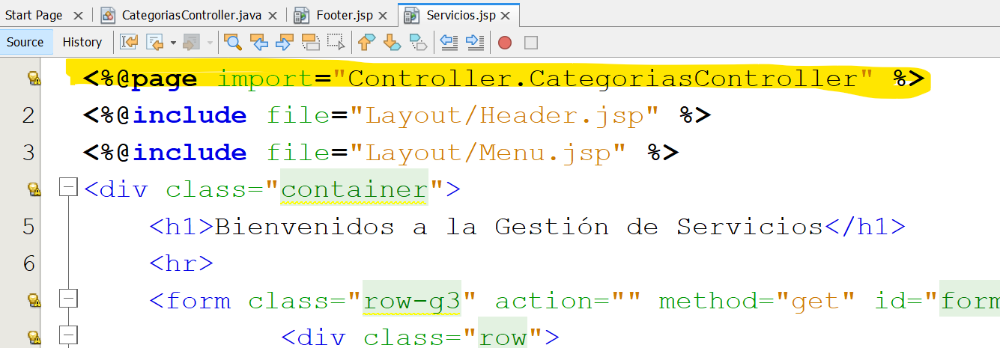 Start Page CategoriasController.java Footer.jsp Servicios.jsp
Source History
<%@page import="Controller.CategoriasController" %>
2 <%@include file="Layout/Header.jsp" %>
3 <%@include file="Layout/Menu.jsp" %>
<div class="container">
5 <h1>Bienvenidos a la Gestión de Servicios</h1>
6 <hr>
<form class="row-g3" action="" method="get" id="form
<div class="row">